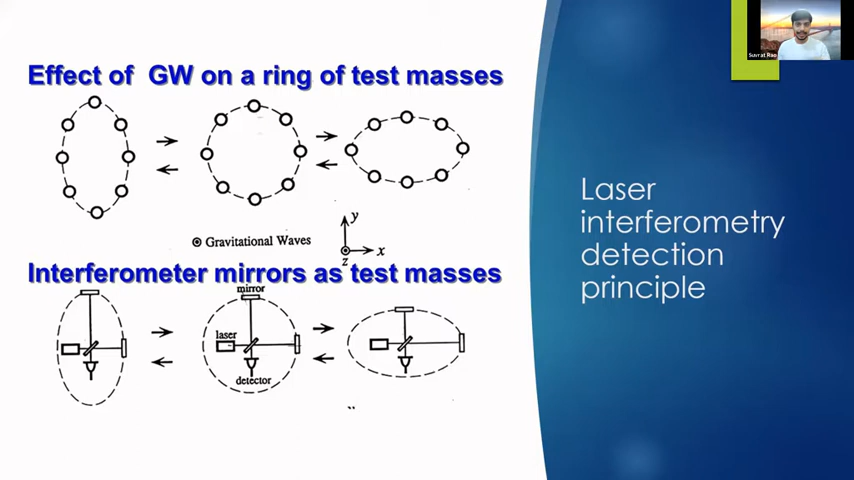 Effect of GW on a ring of test masses
Gravitational Waves
y
x
z
Interferometer mirrors as test masses
mirror
laser
detector
Laser
interferometry
detection
principle
Suvrat Rao